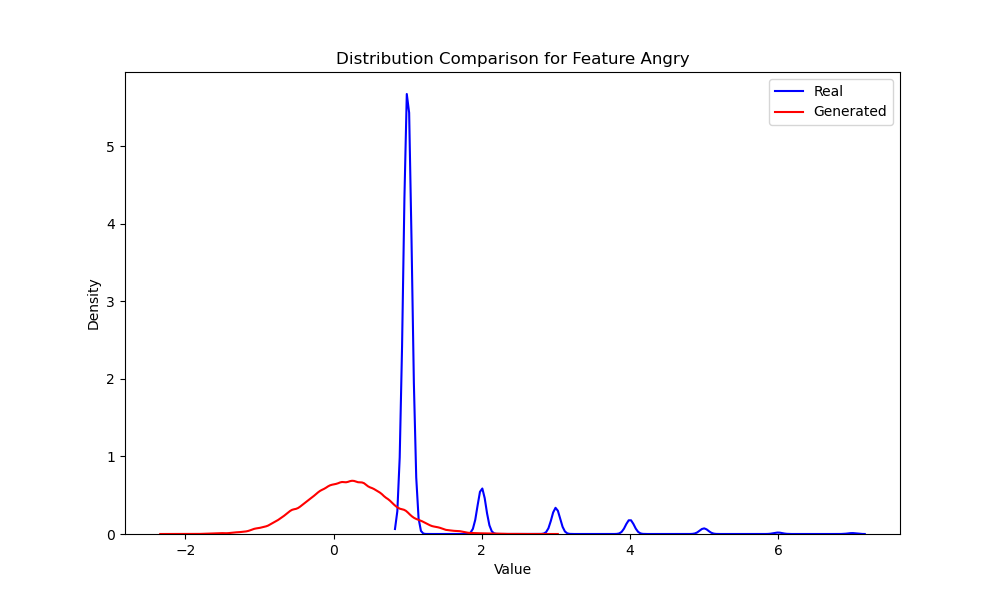 Distribution Comparison for Feature Angry
Real
Generated
Density
5
4
3
2
1
0
−2
0
2
4
6
Value